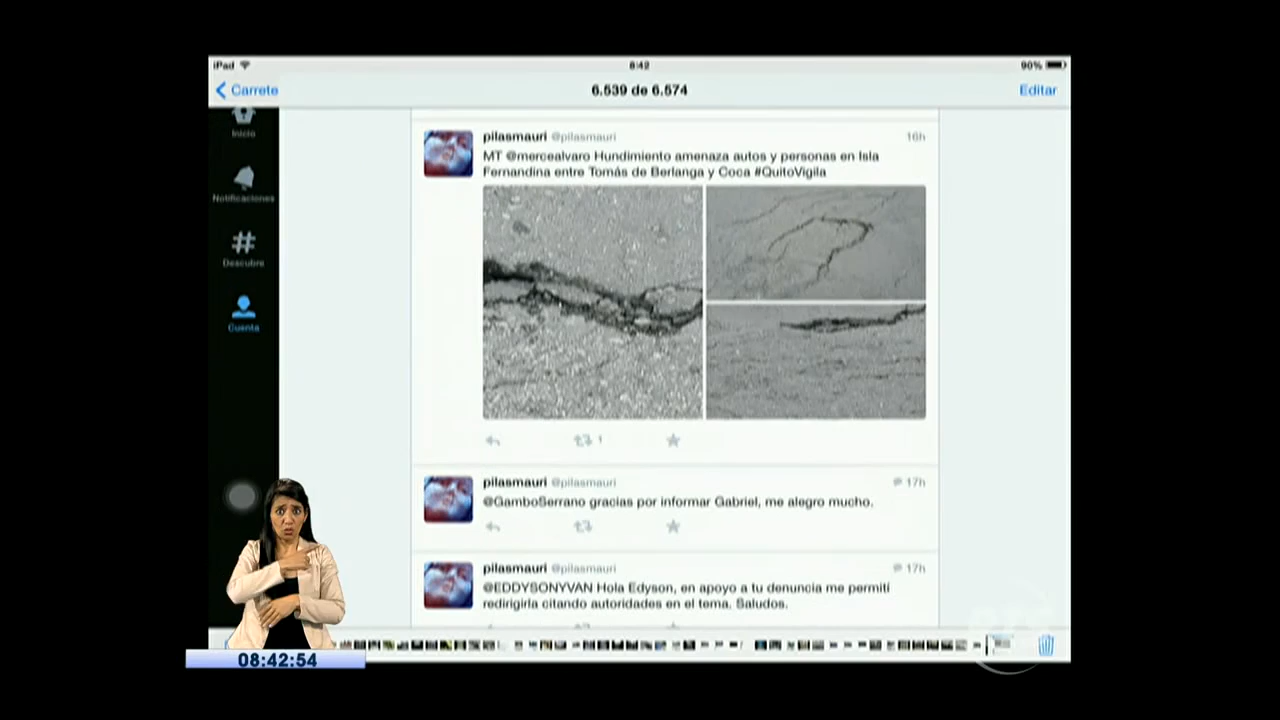 iPad 8:42 90%
Carrete 6.539 de 6.574 Editar
Inicio
Notificaciones
Descubre
Cuenta
pilasmauri @pilasmauri 16h
MT @mercealvaro Hundimiento amenaza autos y personas en Isla
Fernandina entre Tomás de Berlanga y Coca #QuitoVigila
1
pilasmauri @pilasmauri 17h
@GamboSerrano gracias por informar Gabriel, me alegro mucho.
pilasmauri @pilasmauri 17h
@EDDYSONYVAN Hola Edyson, en apoyo a tu denuncia me permití
redirigirla citando autoridades en el tema. Saludos.
08:42:54